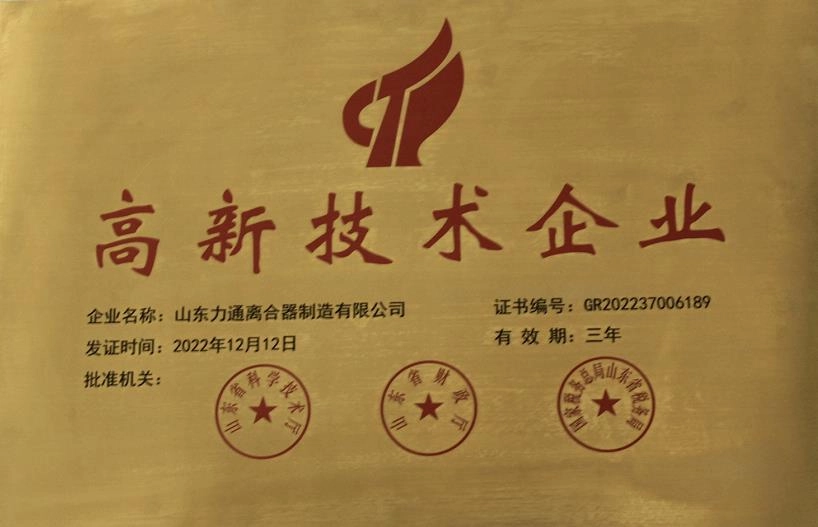 高新技术企业
企业名称：山东力通离合器制造有限公司
证书编号：GR202237006189
发证时间：2022年12月12日
有 效 期：三年
批准机关：
山东省科学技术厅
山东省财政厅
国家税务总局山东省税务局